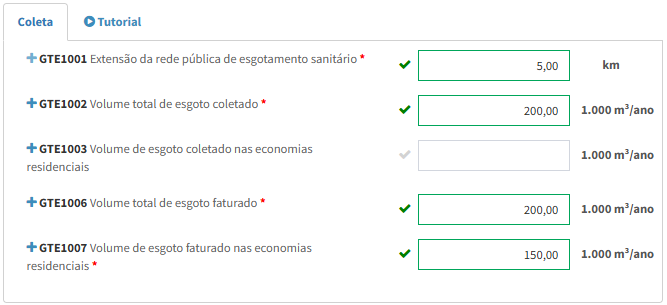 Coleta
Tutorial
GTE1001 Extensão da rede pública de esgotamento sanitário * 5,00 km
GTE1002 Volume total de esgoto coletado * 200,00 1.000 m³/ano
GTE1003 Volume de esgoto coletado nas economias
residenciais
1.000 m³/ano
GTE1006 Volume total de esgoto faturado * 200,00 1.000 m³/ano
GTE1007 Volume de esgoto faturado nas economias
residenciais *
150,00 1.000 m³/ano